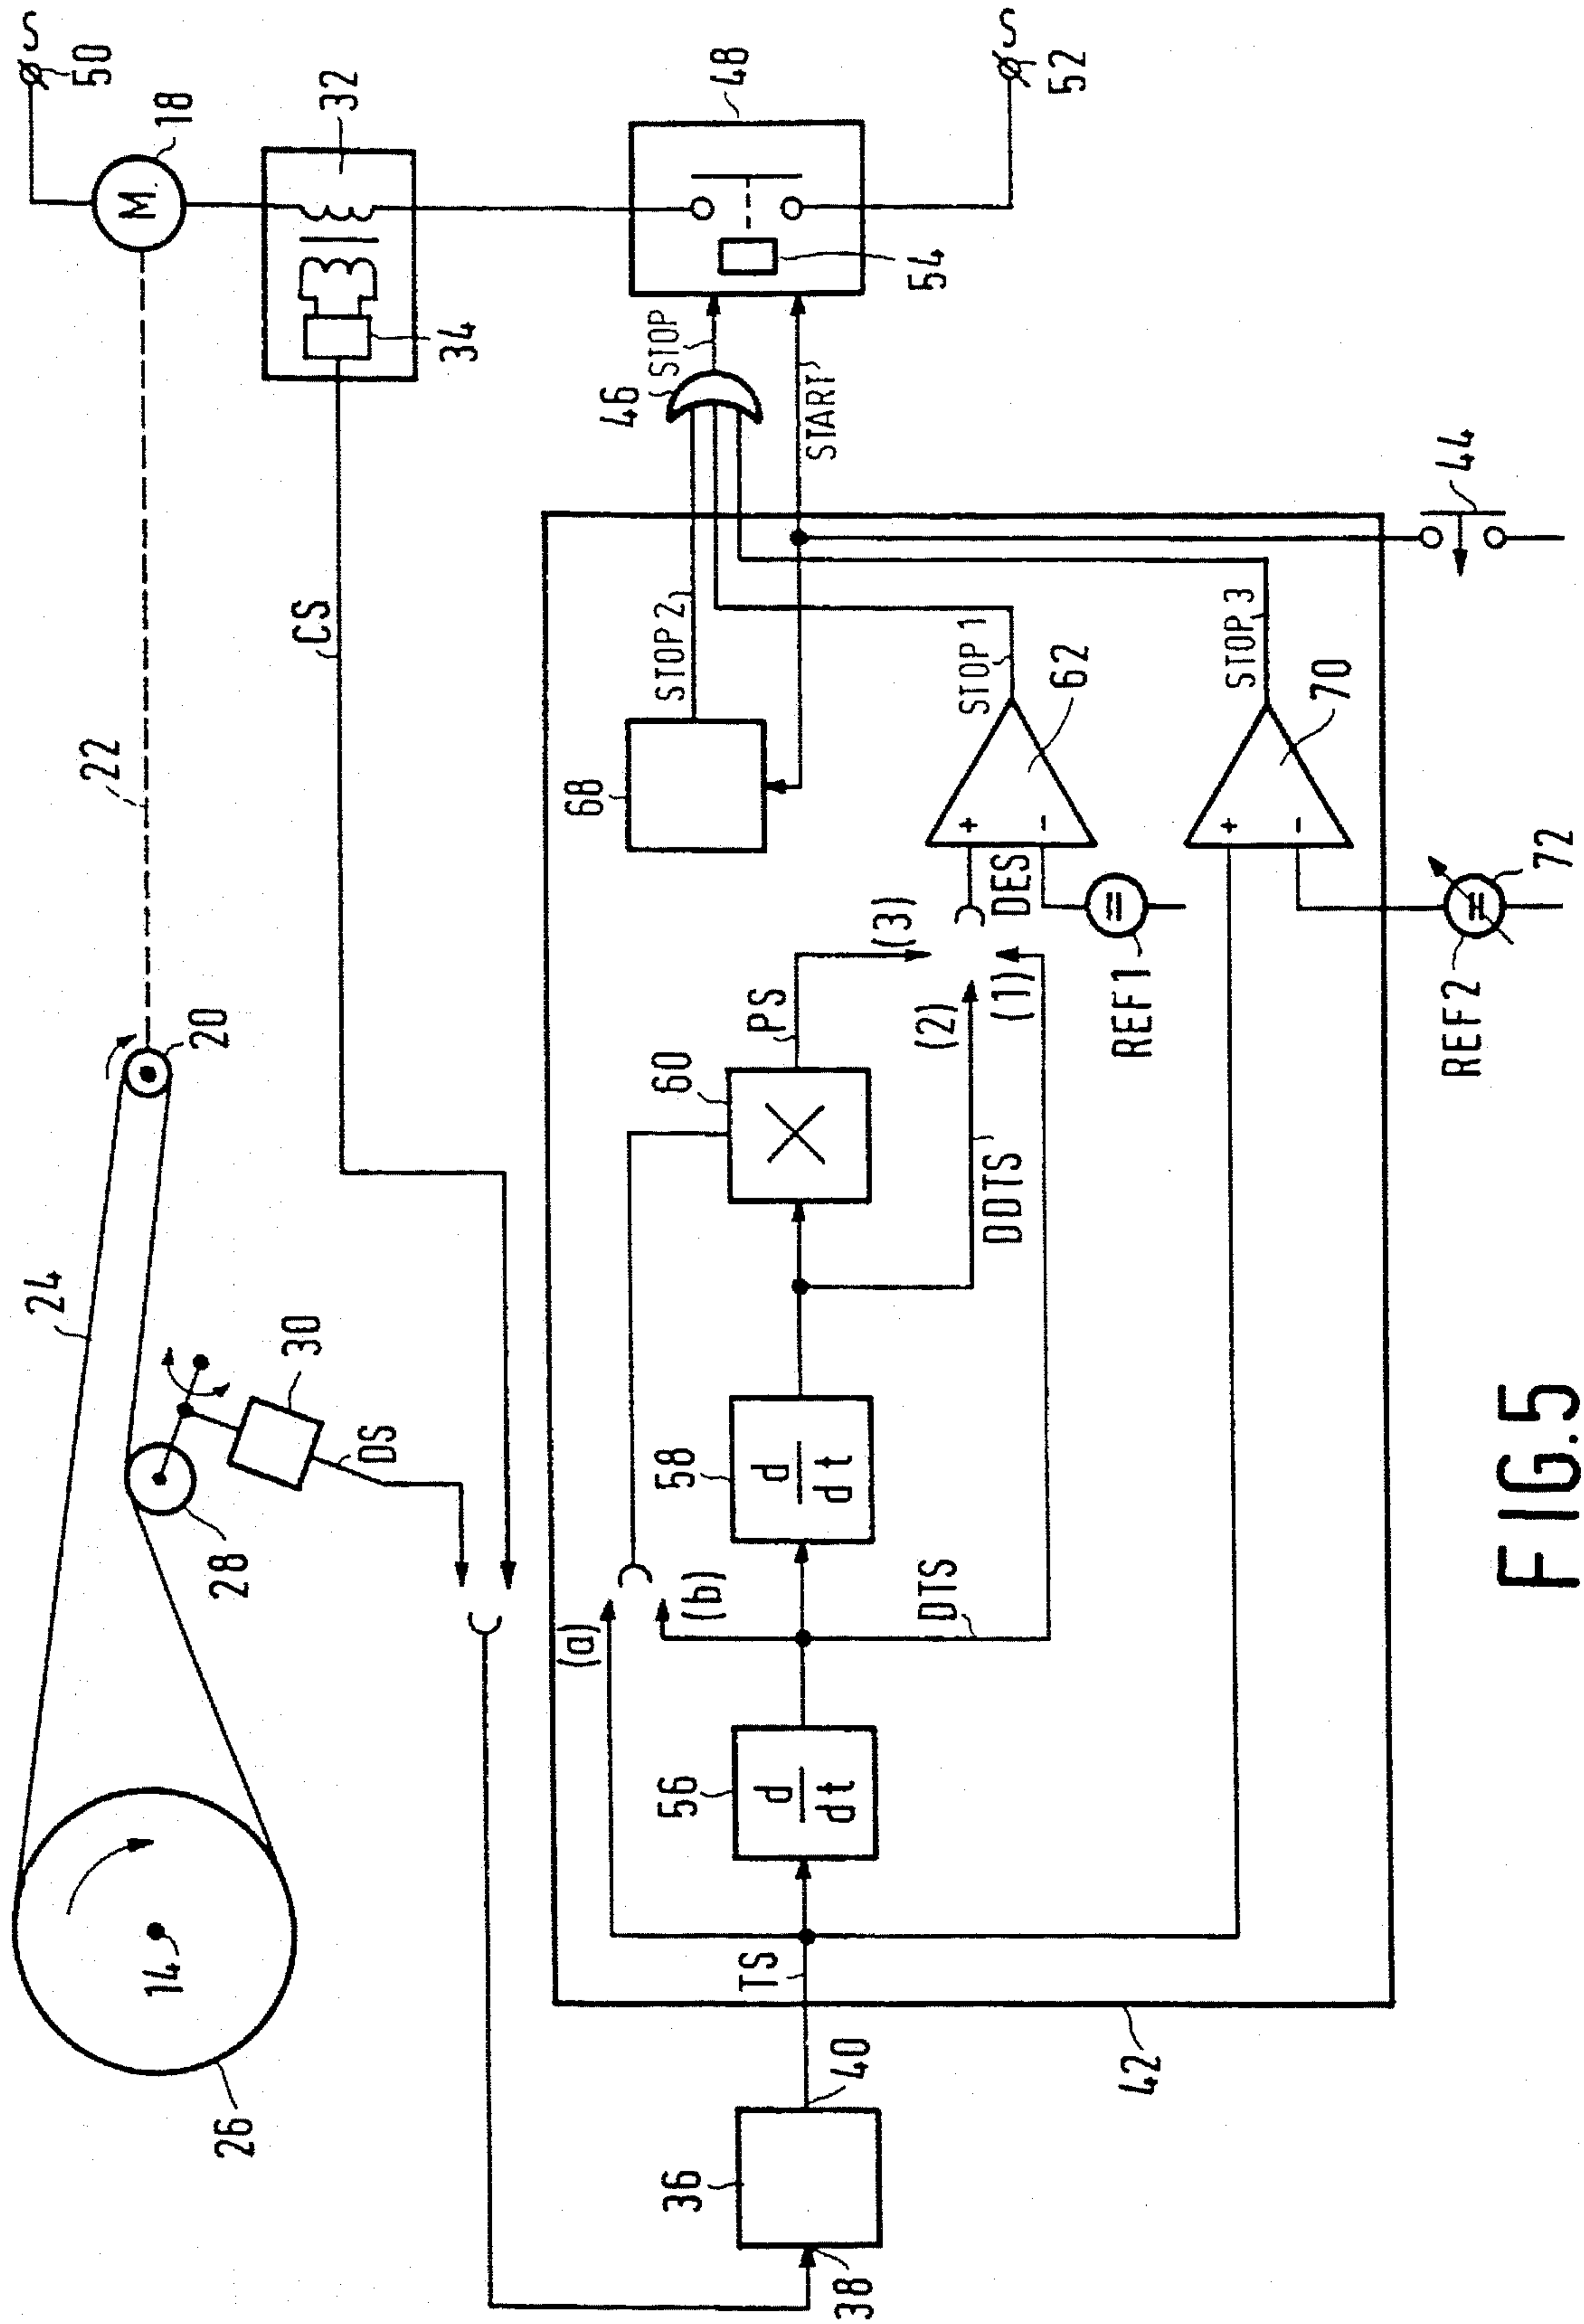 S
50
18
M.
32
34
CS
22
20
24
30
DS
28
14
26
48
S
52
54
STOP
46
START
44
STOP 2
68
STOP 1
62
STOP 3
70
+
-
+
-
DES
REF1
72
REF2
(3)
(2)
(1)
PS
60
DDTS
58
d
dt
(a)
(b)
DTS
56
d
dt
TS
40
42
36
38
FIG.5